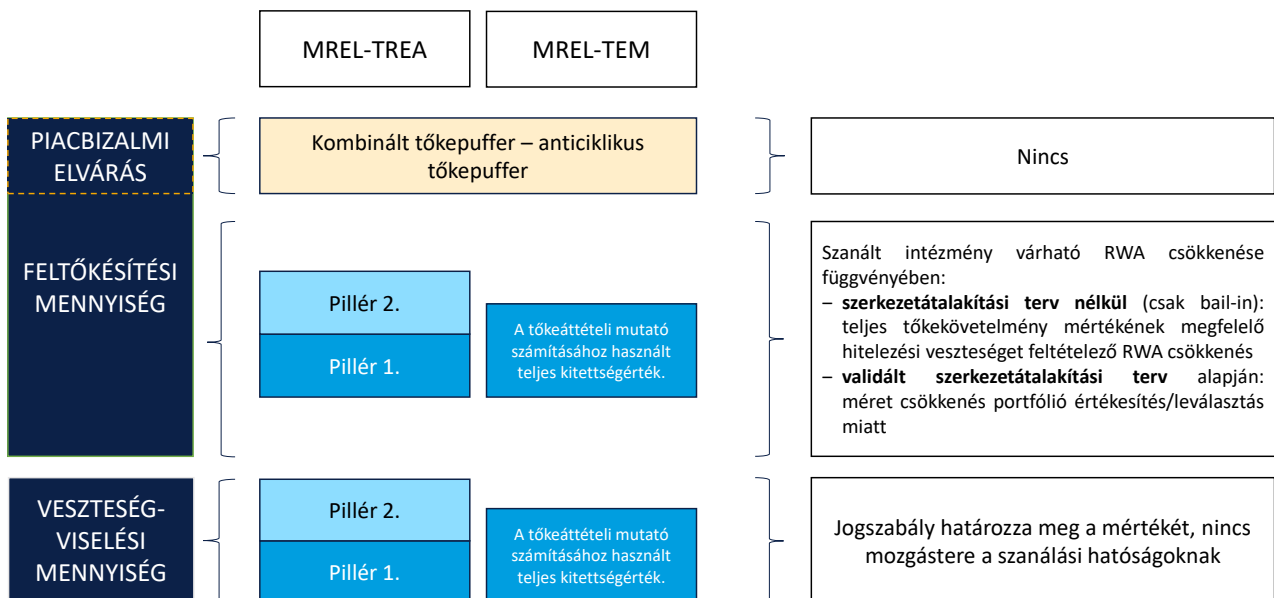 MREL-TREA
MREL-TEM
PIACBIZALMI
ELVÁRÁS
Kombinált tőkepuffer – anticiklikus
tőkepuffer
Nincs
FELTŐKÉSÍTÉSI
MENNYISÉG
Pillér 2.
Pillér 1.
A tőkeáttételi mutató
számításához használt
teljes kitettségérték.
Szanált intézmény várható RWA csökkenése
függvényében:
– szerkezetátalakítási terv nélkül (csak bail-in):
teljes tőkekövetelmény mértékének megfelelő
hitelezési veszteséget feltételező RWA csökkenés
– validált szerkezetátalakítási terv alapján:
méret csökkenés portfólió értékesítés/leválasztás
miatt
VESZTESÉG-
VISELÉSI
MENNYISÉG
Pillér 2.
Pillér 1.
A tőkeáttételi mutató
számításához használt
teljes kitettségérték.
Jogszabály határozza meg a mértékét, nincs
mozgástere a szanálási hatóságoknak